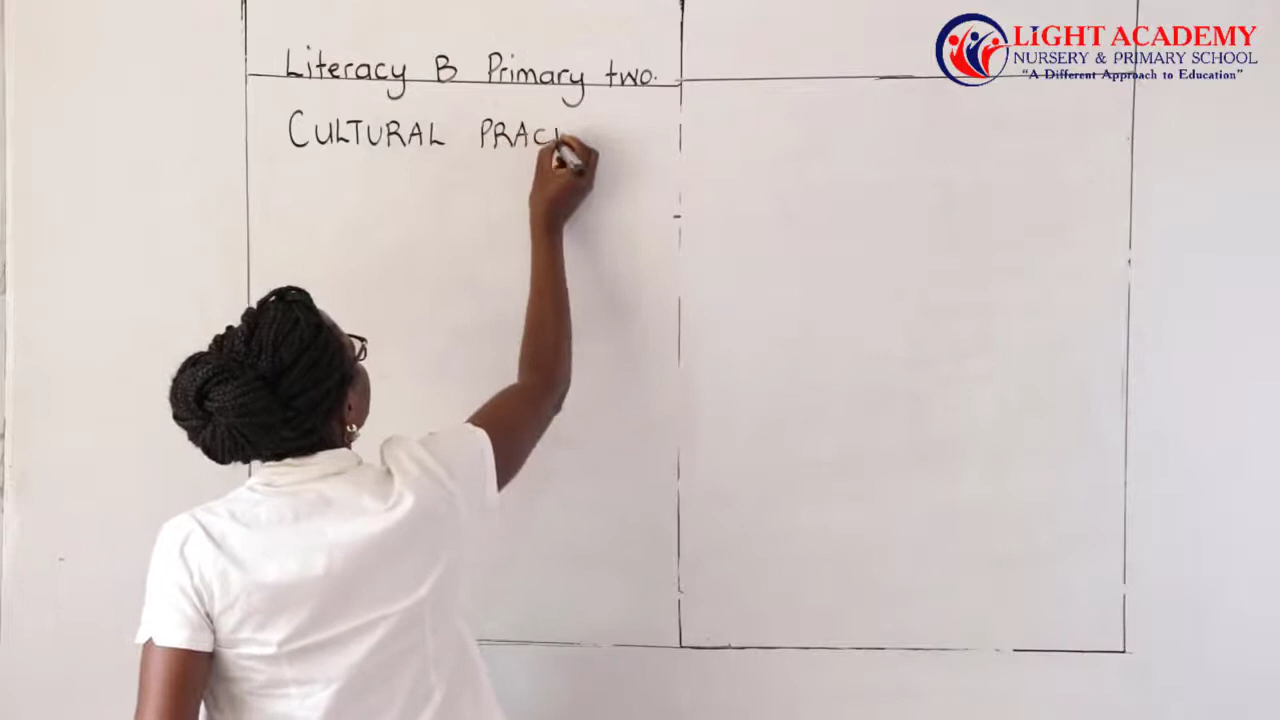 Literacy B Primary two.
CULTURAL PRAC
LIGHT ACADEMY
NURSERY & PRIMARY SCHOOL
"A Different Approach to Education"